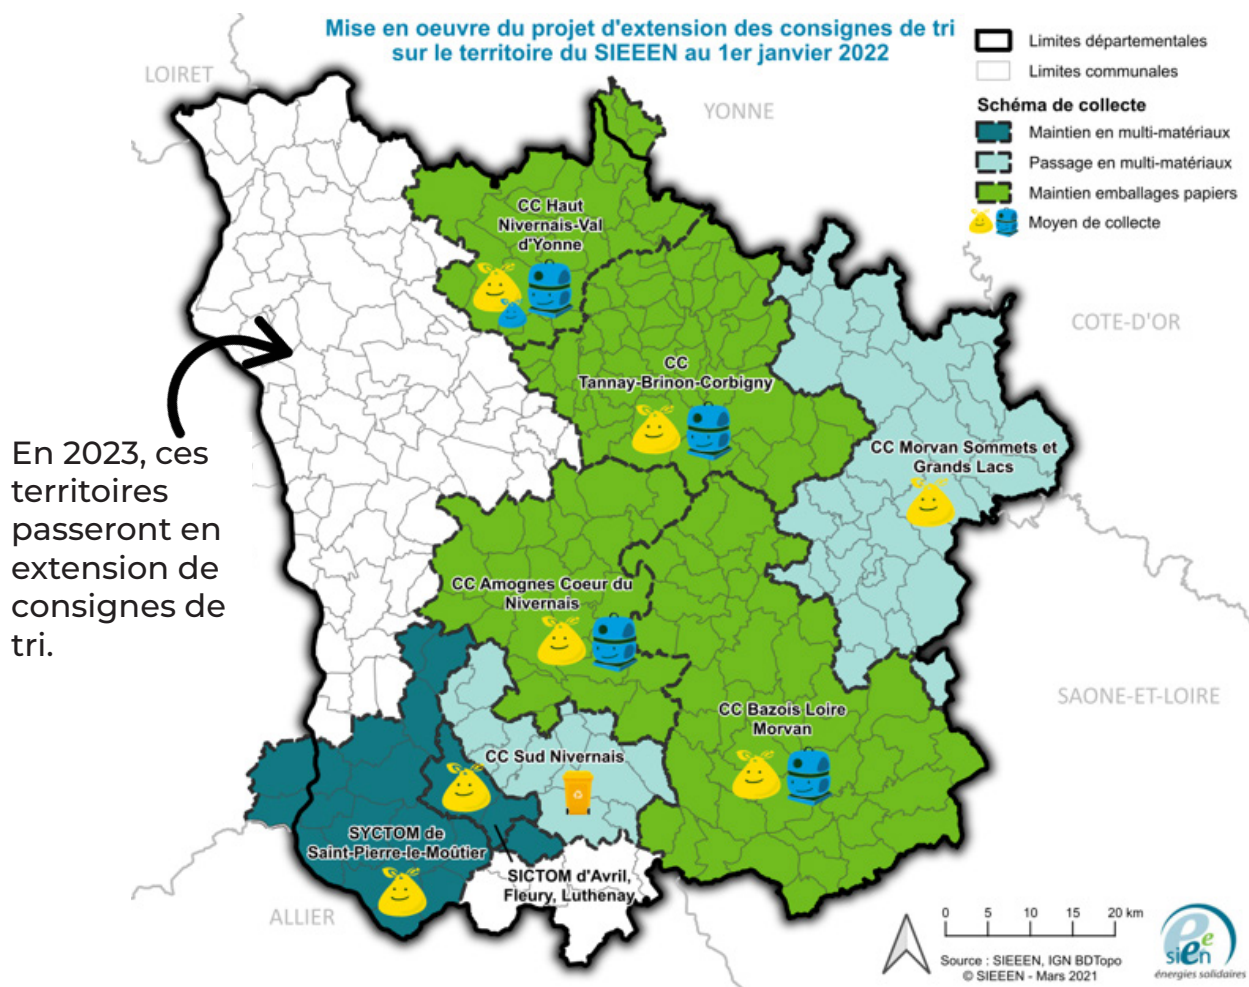 Mise en oeuvre du projet d'extension des consignes de tri
sur le territoire du SIEEEN au 1er janvier 2022
Limites départementales
Limites communales
Schéma de collecte
Maintien en multi-matériaux
Passage en multi-matériaux
Maintien emballages papiers
Moyen de collecte
LOIRET
YONNE
COTE-D'OR
SAONE-ET-LOIRE
ALLIER
CC Haut
Nivernais-Val
d'Yonne
CC
Tannay-Brinon-Corbigny
CC Morvan Sommets et
Grands Lacs
En 2023, ces
territoires
passeront en
extension de
consignes de
tri.
CC Amognes Coeur du
Nivernais
CC Bazois Loire
Morvan
CC Sud Nivernais
SYCTOM de
Saint-Pierre-le-Moûtier
SICTOM d'Avril,
Fleury, Luthenay
0 5 10 15 20 km
Source : SIEEEN, IGN BDTopo
© SIEEEN - Mars 2021
sieeen
énergies solidaires